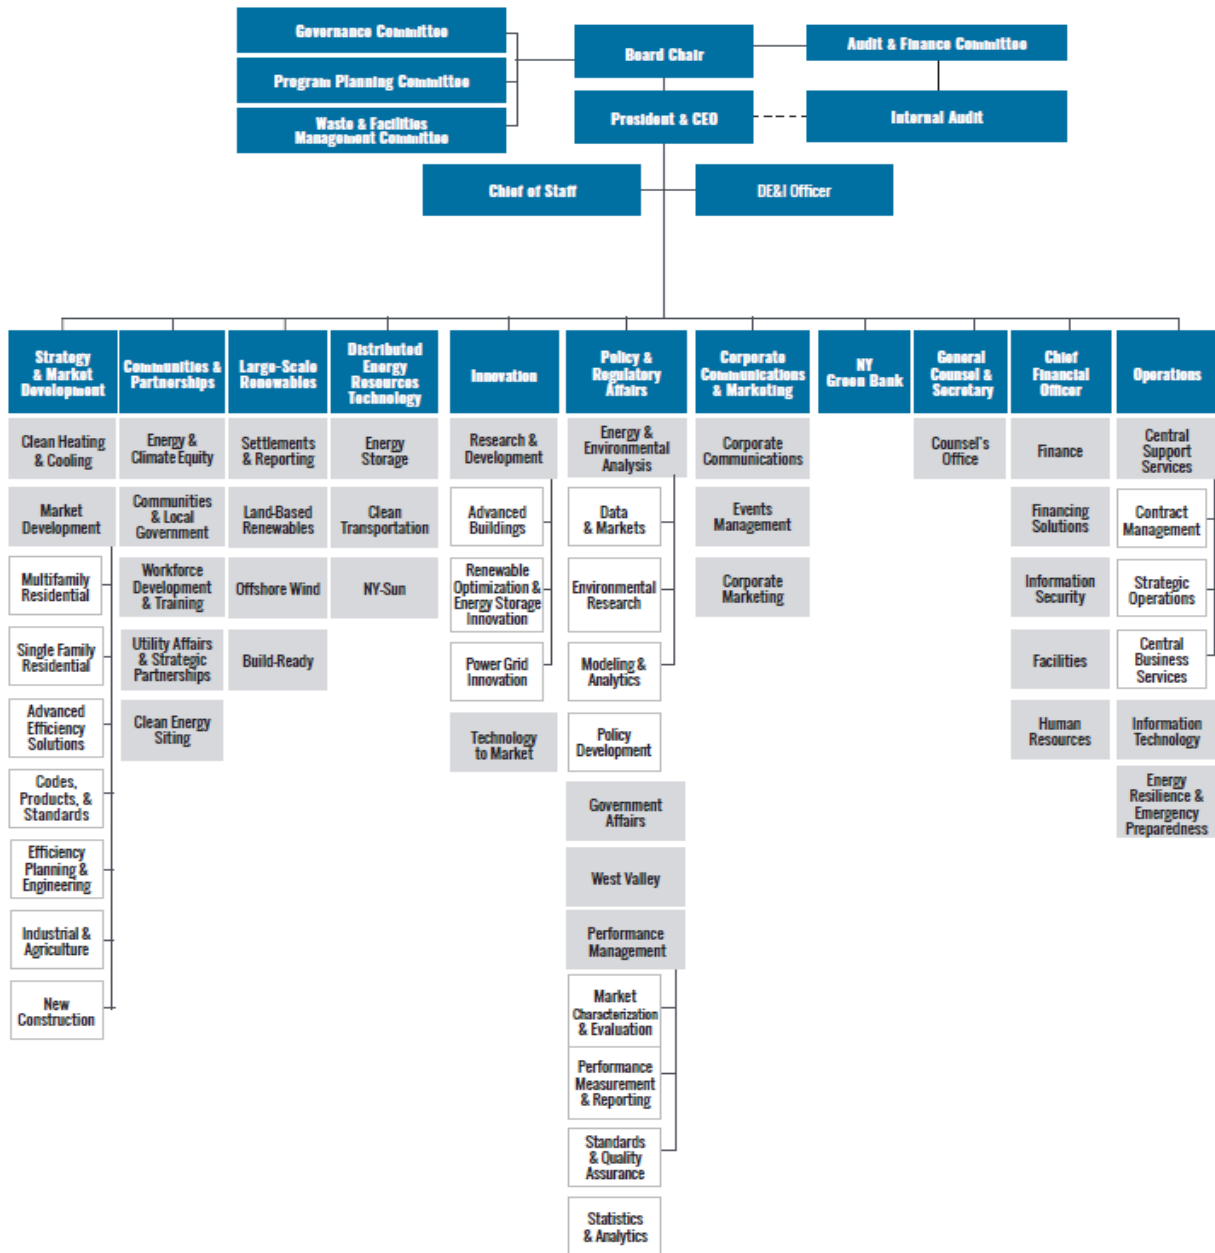 Governance Committee
Program Planning Committee
Waste & Facilities
Management Committee
Board Chair
President & CEO
Audit & Finance Committee
Internal Audit
Chief of Staff
DE&I Officer
Strategy
& Market
Development
Clean Heating
& Cooling
Market
Development
Multifamily
Residential
Single Family
Residential
Advanced
Efficiency
Solutions
Codes,
Products, &
Standards
Efficiency
Planning &
Engineering
Industrial &
Agriculture
New
Construction
Communities &
Partnerships
Energy &
Climate Equity
Communities
& Local
Government
Workforce
Development
& Training
Utility Affairs
& Strategic
Partnerships
Clean Energy
Siting
Large-Scale
Renewables
Settlements
& Reporting
Land-Based
Renewables
Offshore Wind
Build-Ready
Distributed
Energy
Resources
Technology
Energy
Storage
Clean
Transportation
NY-Sun
Innovation
Research &
Development
Advanced
Buildings
Renewable
Optimization &
Energy Storage
Innovation
Power Grid
Innovation
Technology
to Market
Policy &
Regulatory
Affairs
Energy &
Environmental
Analysis
Data
& Markets
Environmental
Research
Modeling &
Analytics
Policy
Development
Government
Affairs
West Valley
Performance
Management
Market
Characterization
& Evaluation
Performance
Measurement
& Reporting
Standards
& Quality
Assurance
Statistics
& Analytics
Corporate
Communications
& Marketing
Corporate
Communications
Events
Management
Corporate
Marketing
NY
Green Bank
General
Counsel &
Secretary
Counsel's
Office
Chief
Financial
Officer
Finance
Financing
Solutions
Information
Security
Facilities
Human
Resources
Operations
Central
Support
Services
Contract
Management
Strategic
Operations
Central
Business
Services
Information
Technology
Energy
Resilience &
Emergency
Preparedness